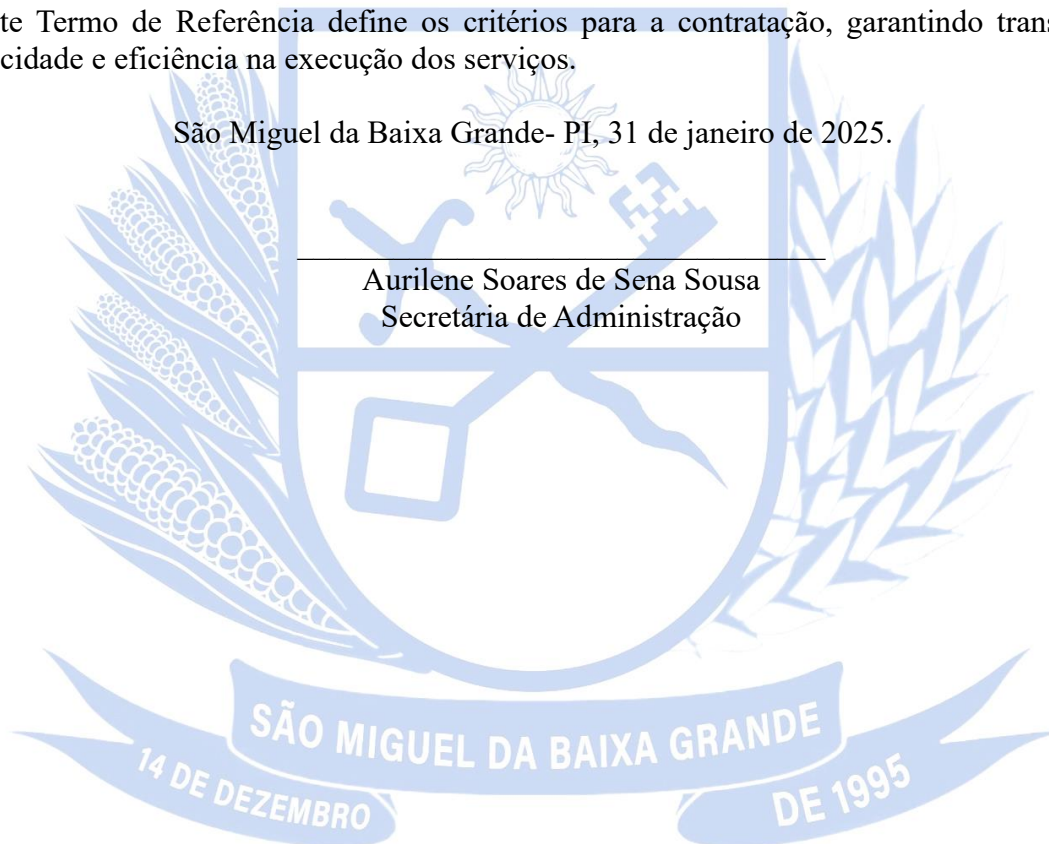 te Termo de Referência define os critérios para a contratação, garantindo trans
cidade e eficiência na execução dos serviços.
São Miguel da Baixa Grande- PI, 31 de janeiro de 2025.
Aurilene Soares de Sena Sousa
Secretária de Administração
SÃO MIGUEL DA BAIXA GRANDE
14 DE DEZEMBRO
DE 1995